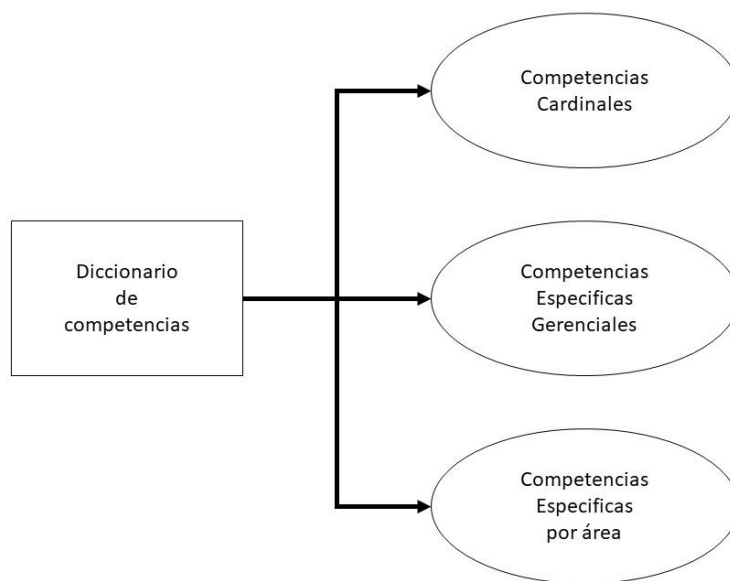 Competencias
Cardinales
Diccionario
de
competencias
Competencias
Especificas
Gerenciales
Competencias
Especificas
por área